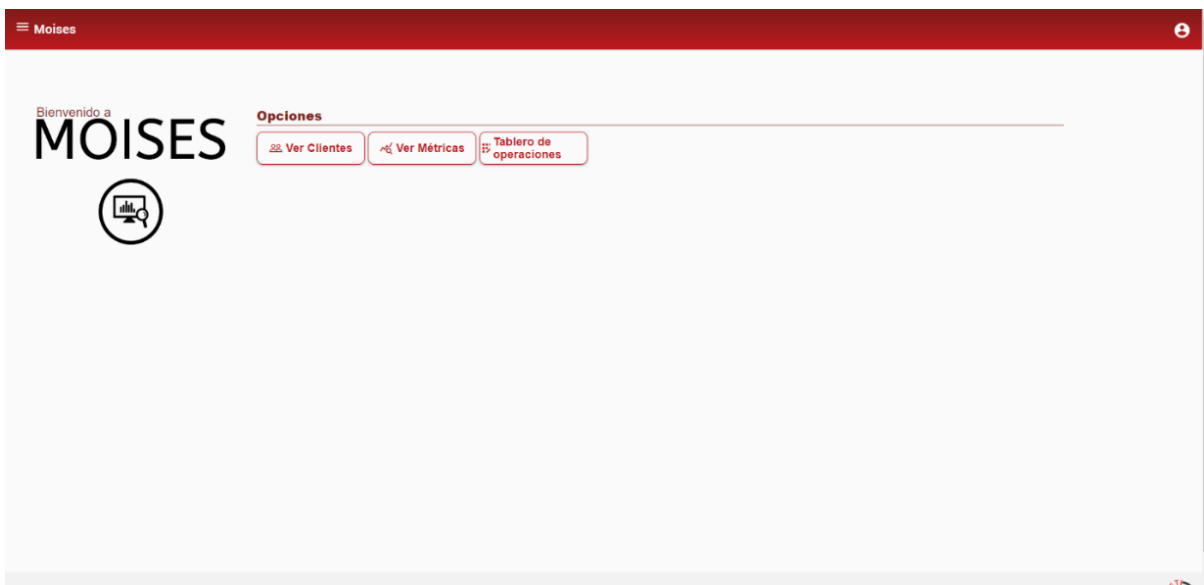 Moises
Bienvenido a
MOISES
Opciones
Ver Clientes
Ver Métricas
Tablero de
operaciones